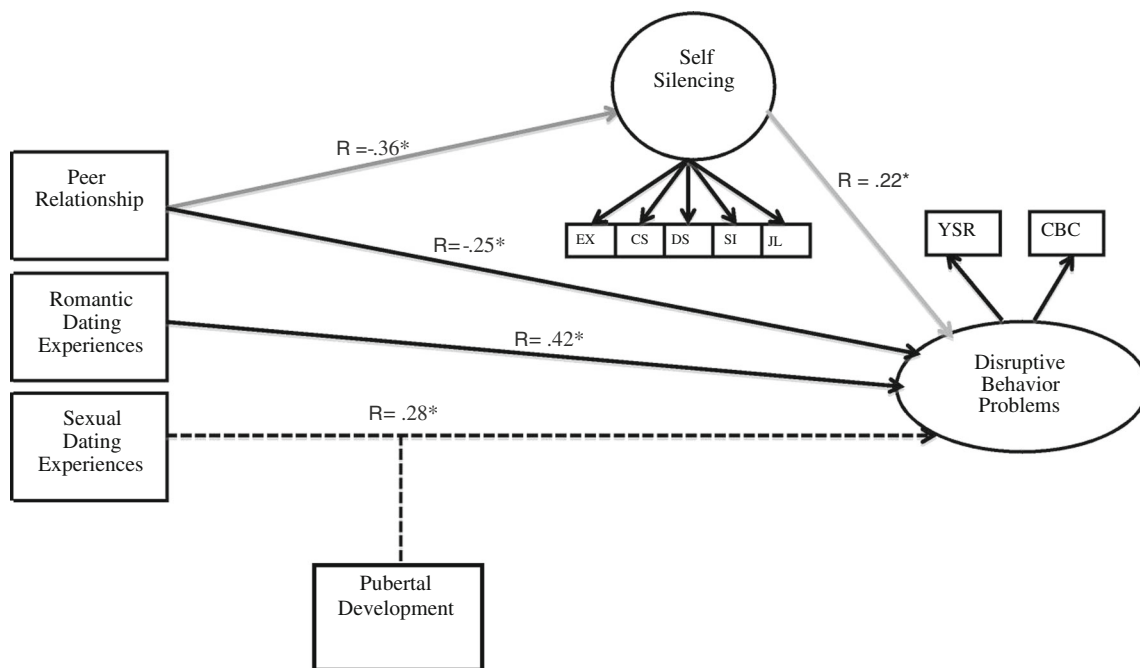 Self
Silencing
R =-.36*
Peer
Relationship
R = .22*
EX CS DS SI JL
YSR CBC
R=-.25*
Romantic
Dating
Experiences
R= .42*
Disruptive
Behavior
Problems
Sexual
Dating
Experiences
R= .28*
Pubertal
Development